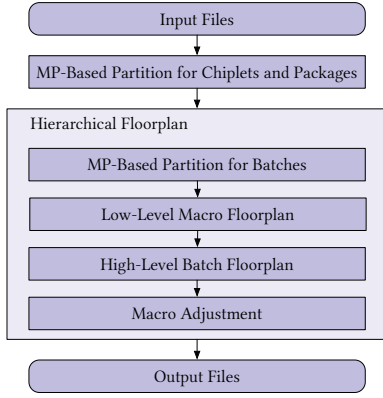 Input Files
MP-Based Partition for Chiplets and Packages
Hierarchical Floorplan
MP-Based Partition for Batches
Low-Level Macro Floorplan
High-Level Batch Floorplan
Macro Adjustment
Output Files